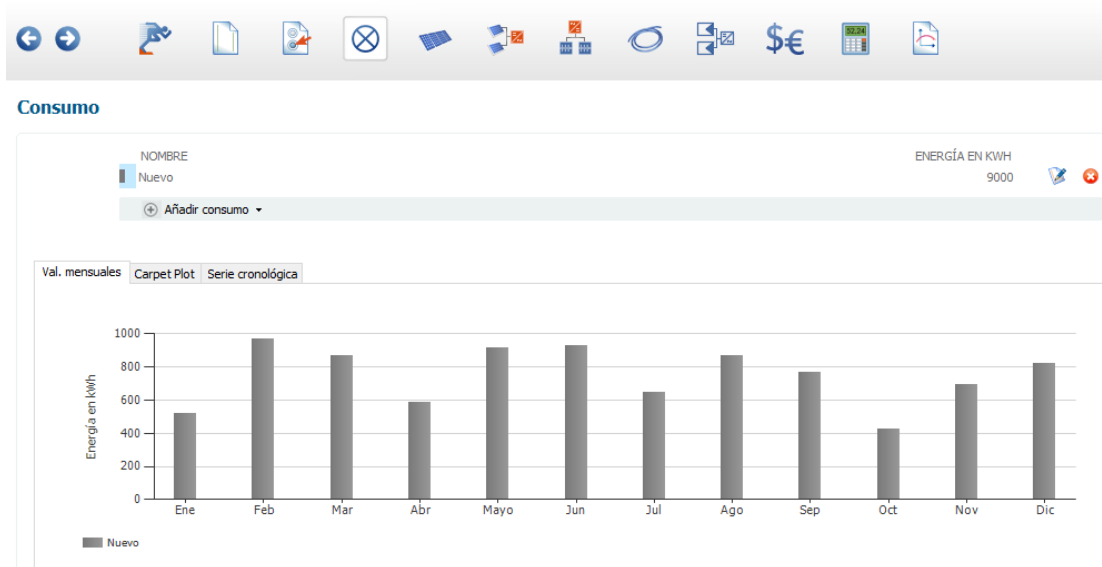 $€
52,24
Consumo
NOMBRE ENERGÍA EN KWH
Nuevo 9000
Añadir consumo
Val. mensuales Carpet Plot Serie cronológica
1000
800
600
400
200
0
Energía en kWh
Ene Feb Mar Abr Mayo Jun Jul Ago Sep Oct Nov Dic
Nuevo